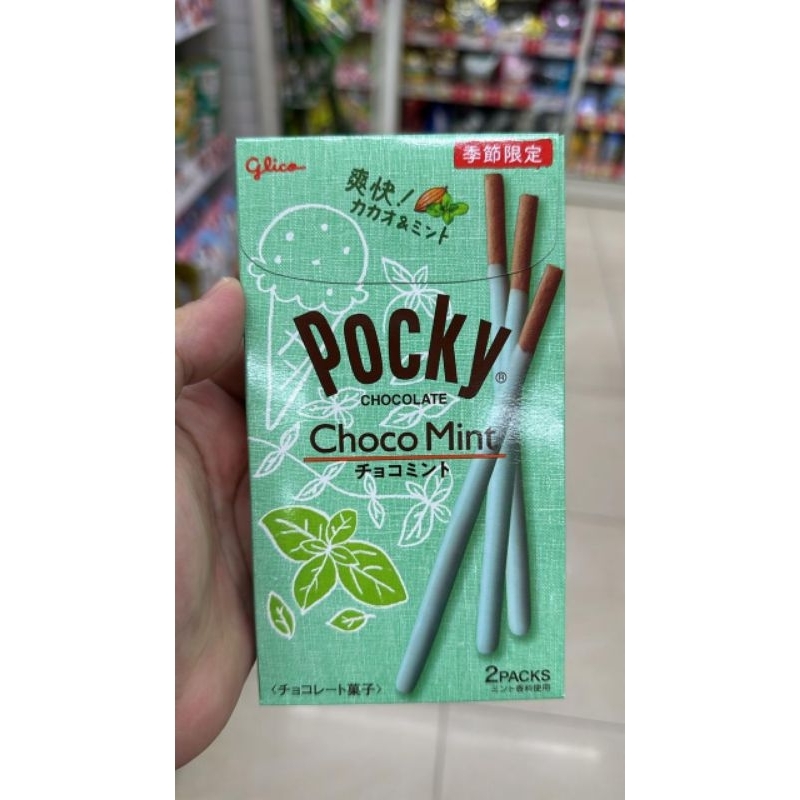 glico
季節限定
爽快!
カカオ&ミント
Pocky®
CHOCOLATE
Choco Mint
チョコミント
2PACKS
〈チョコレート菓子〉
ミント香料使用